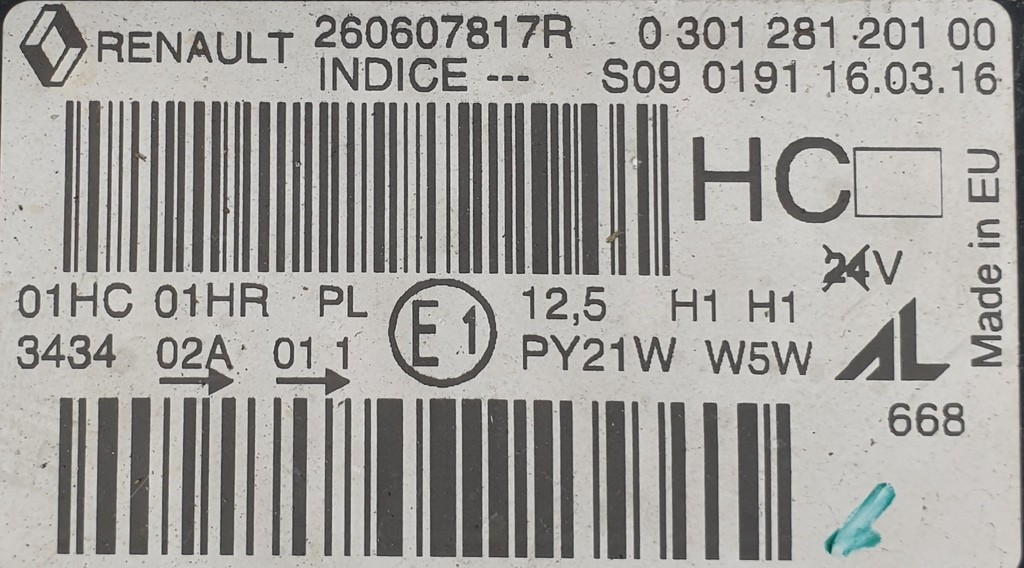 RENAULT 260607817R 0 301 281 201 00
INDICE --- S09 0191 16.03.16
HC
Made in EU
24V
01HC 01HR PL E1 12,5 H1 H1
3434 02A 01 1 PY21W W5W AL
668